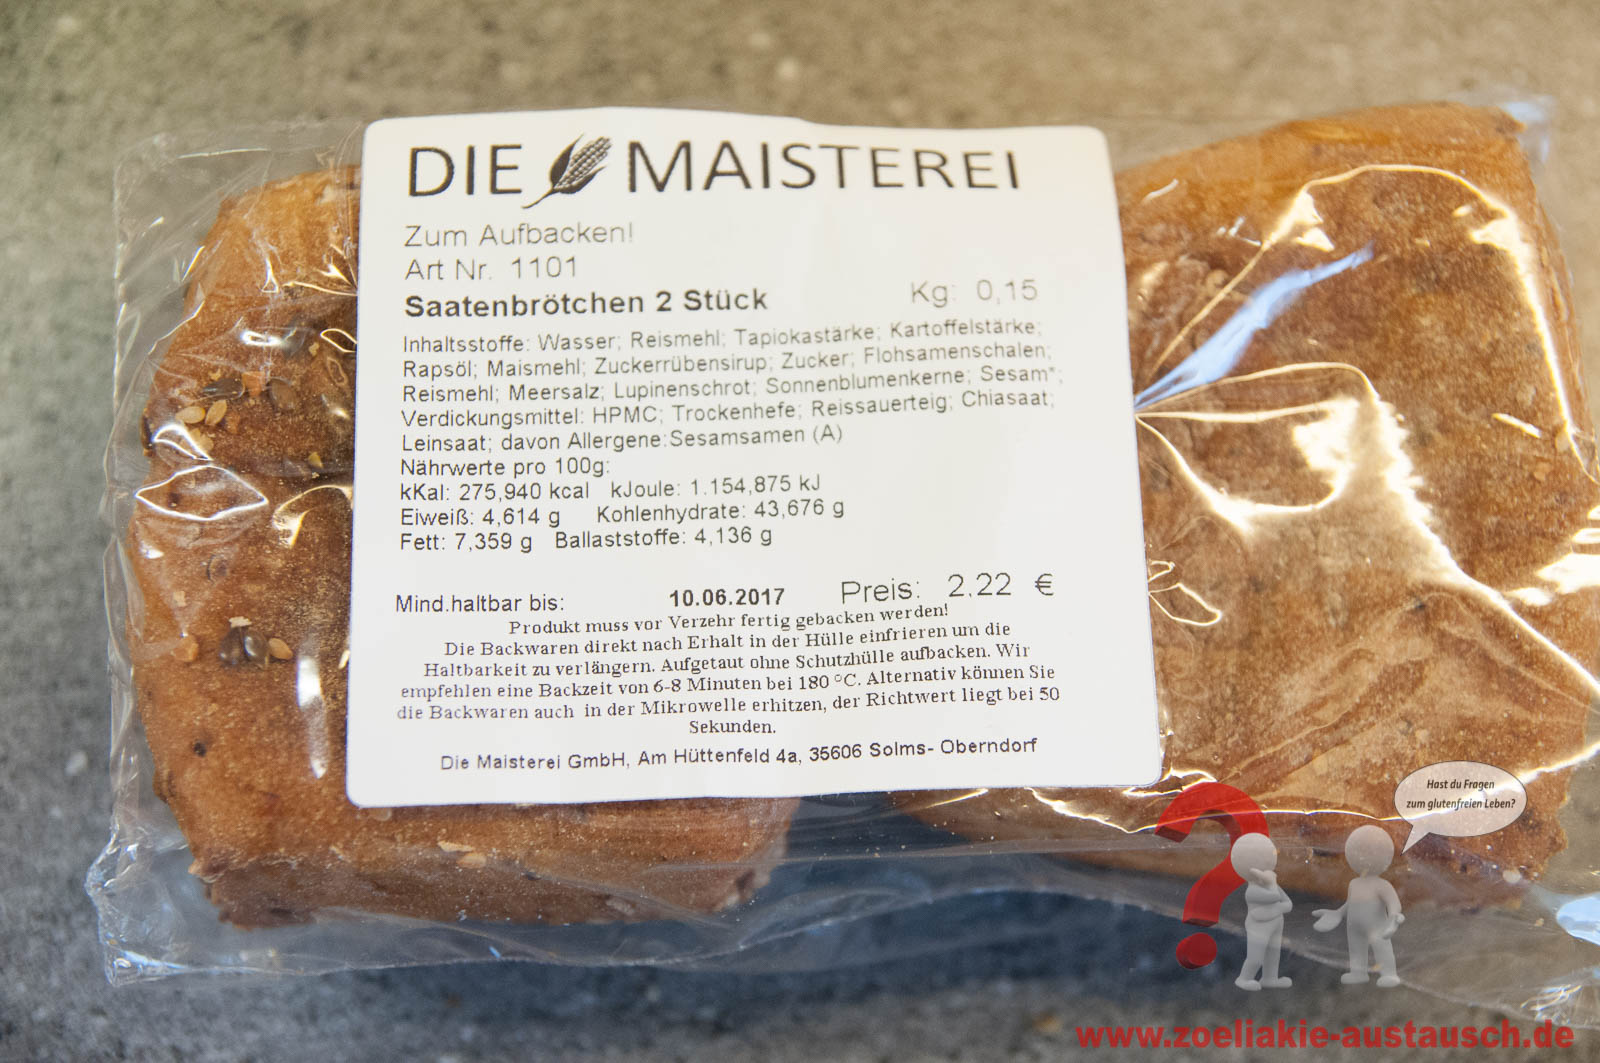 DIE MAISTEREI
Zum Aufbacken!
Art Nr. 1101
Saatenbrötchen 2 Stück Kg: 0,15
Inhaltsstoffe: Wasser; Reismehl; Tapiokastärke; Kartoffelstärke;
Rapsöl; Maismehl; Zuckerrübensirup; Zucker; Flohsamenschalen;
Reismehl; Meersalz; Lupinenschrot; Sonnenblumenkerne; Sesam*;
Verdickungsmittel: HPMC; Trockenhefe; Reissauerteig; Chiasaat;
Leinsaat; davon Allergene:Sesamsamen (A)
Nährwerte pro 100g:
kKal: 275,940 kcal kJoule: 1.154,875 kJ
Eiweiß: 4,614 g Kohlenhydrate: 43,676 g
Fett: 7,359 g Ballaststoffe: 4,136 g
Mind.haltbar bis: 10.06.2017 Preis: 2,22 €
Produkt muss vor Verzehr fertig gebacken werden!
Die Backwaren direkt nach Erhalt in der Hülle einfrieren um die
Haltbarkeit zu verlängern. Aufgetaut ohne Schutzhülle aufbacken. Wir
empfehlen eine Backzeit von 6-8 Minuten bei 180 °C. Alternativ können Sie
die Backwaren auch in der Mikrowelle erhitzen, der Richtwert liegt bei 50
Sekunden.
Die Maisterei GmbH, Am Hüttenfeld 4a, 35606 Solms- Oberndorf
Hast du Fragen
zum glutenfreien Leben?
?
www.zoeliakie-austausch.de